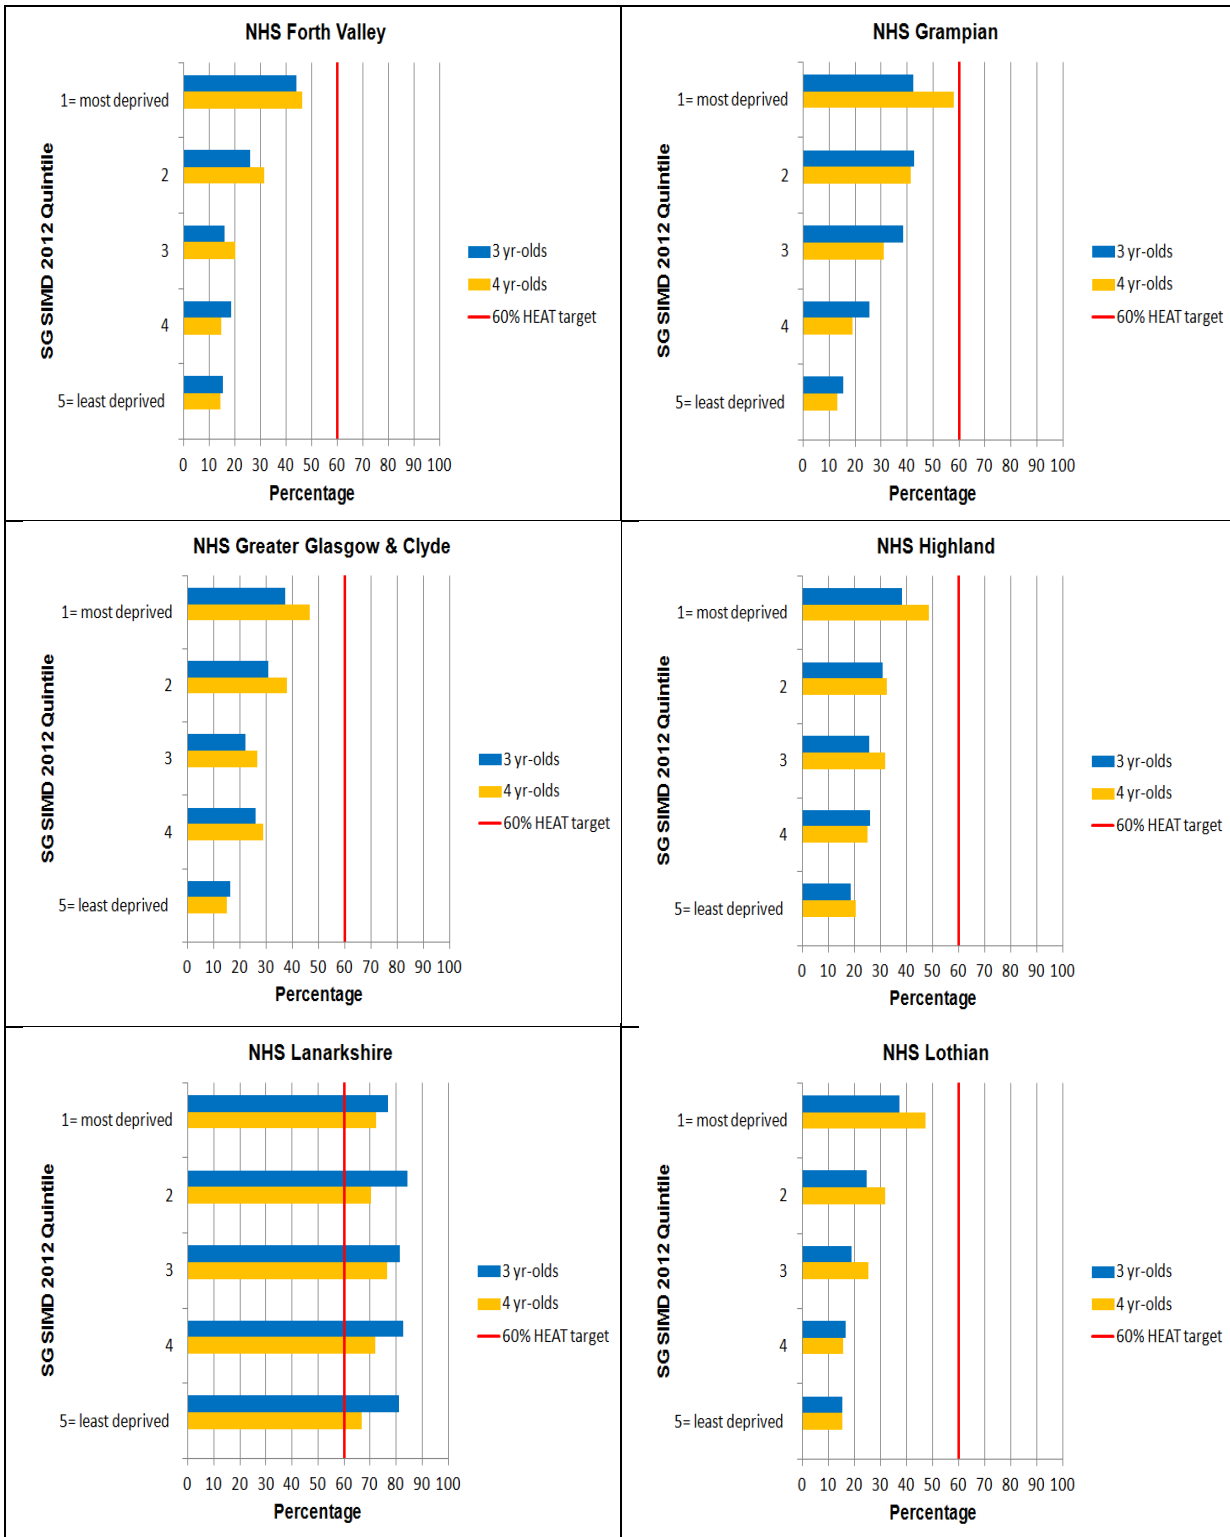 NHS Forth Valley
SG SIMD 2012 Quintile
1= most deprived
2
3
4
5= least deprived
0 10 20 30 40 50 60 70 80 90 100
Percentage
3 yr-olds
4 yr-olds
60% HEAT target
NHS Grampian
SG SIMD 2012 Quintile
1= most deprived
2
3
4
5= least deprived
0 10 20 30 40 50 60 70 80 90 100
Percentage
3 yr-olds
4 yr-olds
60% HEAT target
NHS Greater Glasgow & Clyde
SG SIMD 2012 Quintile
1= most deprived
2
3
4
5= least deprived
0 10 20 30 40 50 60 70 80 90 100
Percentage
3 yr-olds
4 yr-olds
60% HEAT target
NHS Highland
SG SIMD 2012 Quintile
1= most deprived
2
3
4
5= least deprived
0 10 20 30 40 50 60 70 80 90 100
Percentage
3 yr-olds
4 yr-olds
60% HEAT target
NHS Lanarkshire
SG SIMD 2012 Quintile
1= most deprived
2
3
4
5= least deprived
0 10 20 30 40 50 60 70 80 90 100
Percentage
3 yr-olds
4 yr-olds
60% HEAT target
NHS Lothian
SG SIMD 2012 Quintile
1= most deprived
2
3
4
5= least deprived
0 10 20 30 40 50 60 70 80 90 100
Percentage
3 yr-olds
4 yr-olds
60% HEAT target